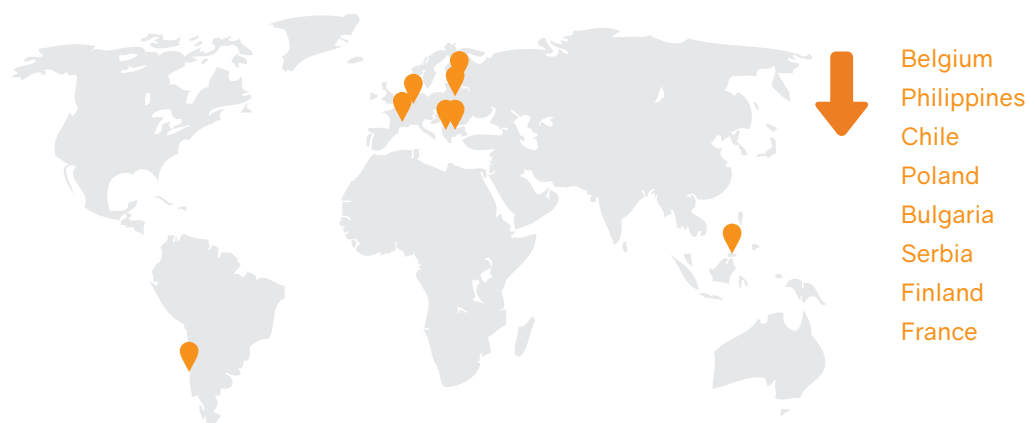 Belgium
Philippines
Chile
Poland
Bulgaria
Serbia
Finland
France